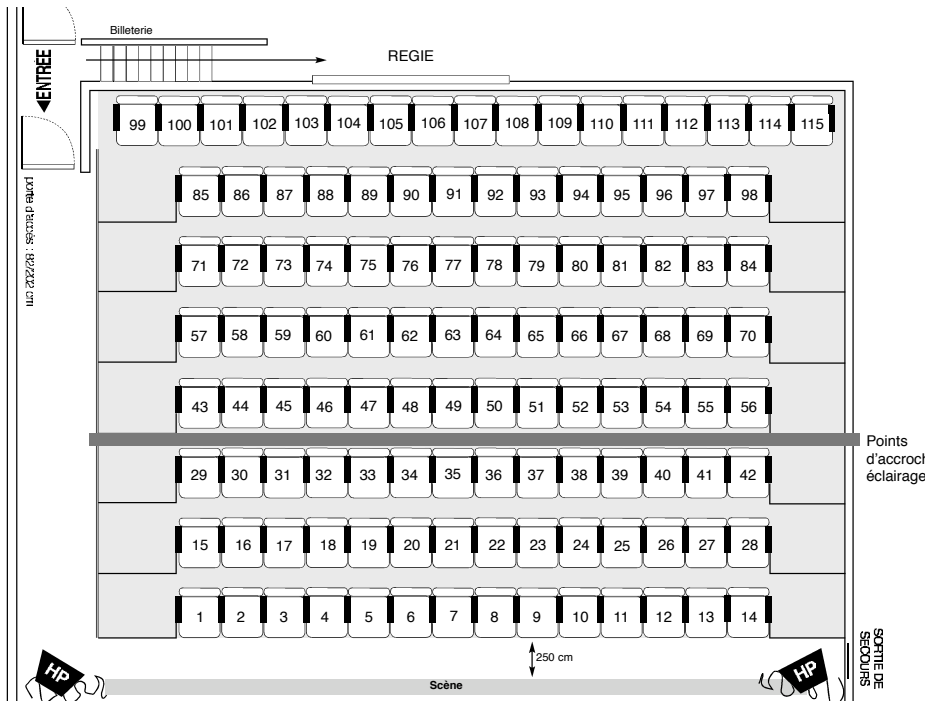 Billeterie
REGIE
ENTRÉE
porte d'accés : 82/202 cm
99 100 101 102 103 104 105 106 107 108 109 110 111 112 113 114 115
85 86 87 88 89 90 91 92 93 94 95 96 97 98
71 72 73 74 75 76 77 78 79 80 81 82 83 84
57 58 59 60 61 62 63 64 65 66 67 68 69 70
43 44 45 46 47 48 49 50 51 52 53 54 55 56
Points
d'accroch
éclairage
29 30 31 32 33 34 35 36 37 38 39 40 41 42
15 16 17 18 19 20 21 22 23 24 25 26 27 28
1 2 3 4 5 6 7 8 9 10 11 12 13 14
250 cm
SORTIE DE
SECOURS
HP
HP
Scène